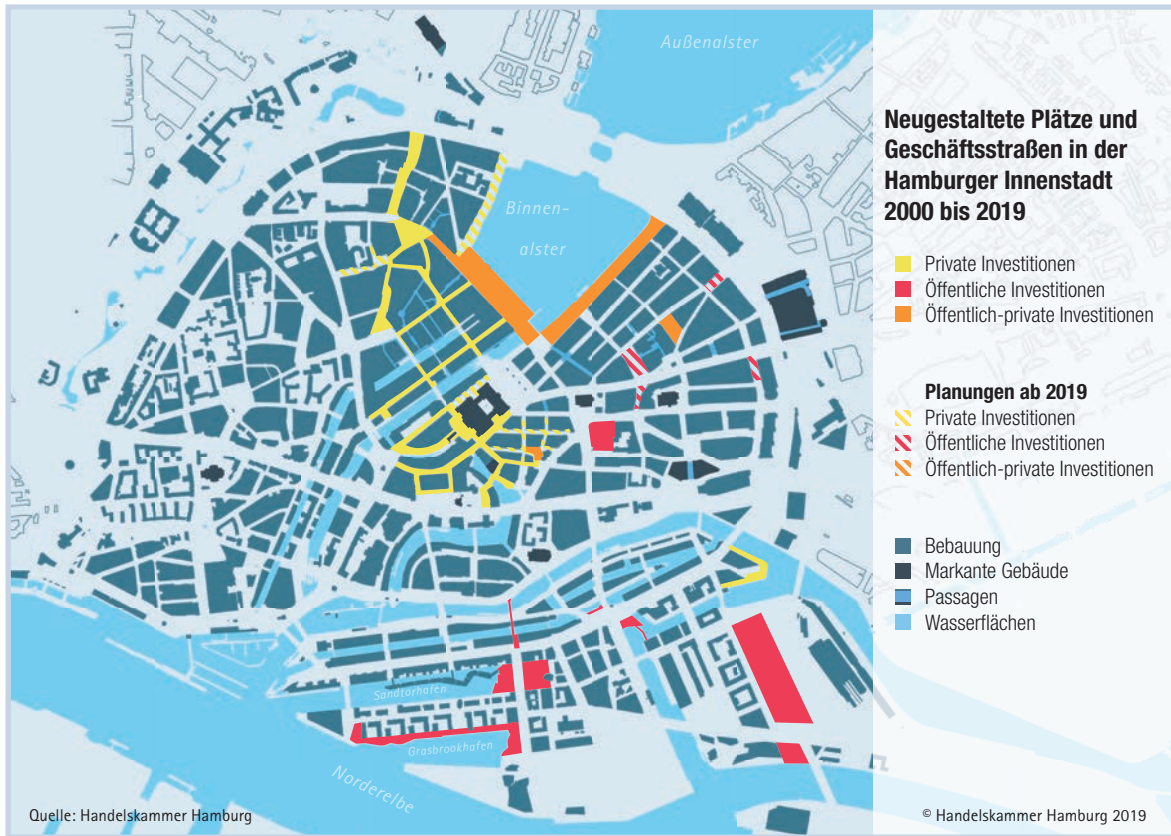 Außenalster
Binnen-
alster
Sandtorhafen
Grasbrookhafen
Norderelbe
Quelle: Handelskammer Hamburg
Neugestaltete Plätze und
Geschäftsstraßen in der
Hamburger Innenstadt
2000 bis 2019
Private Investitionen
Öffentliche Investitionen
Öffentlich-private Investitionen
Planungen ab 2019
Private Investitionen
Öffentliche Investitionen
Öffentlich-private Investitionen
Bebauung
Markante Gebäude
Passagen
Wasserflächen
© Handelskammer Hamburg 2019